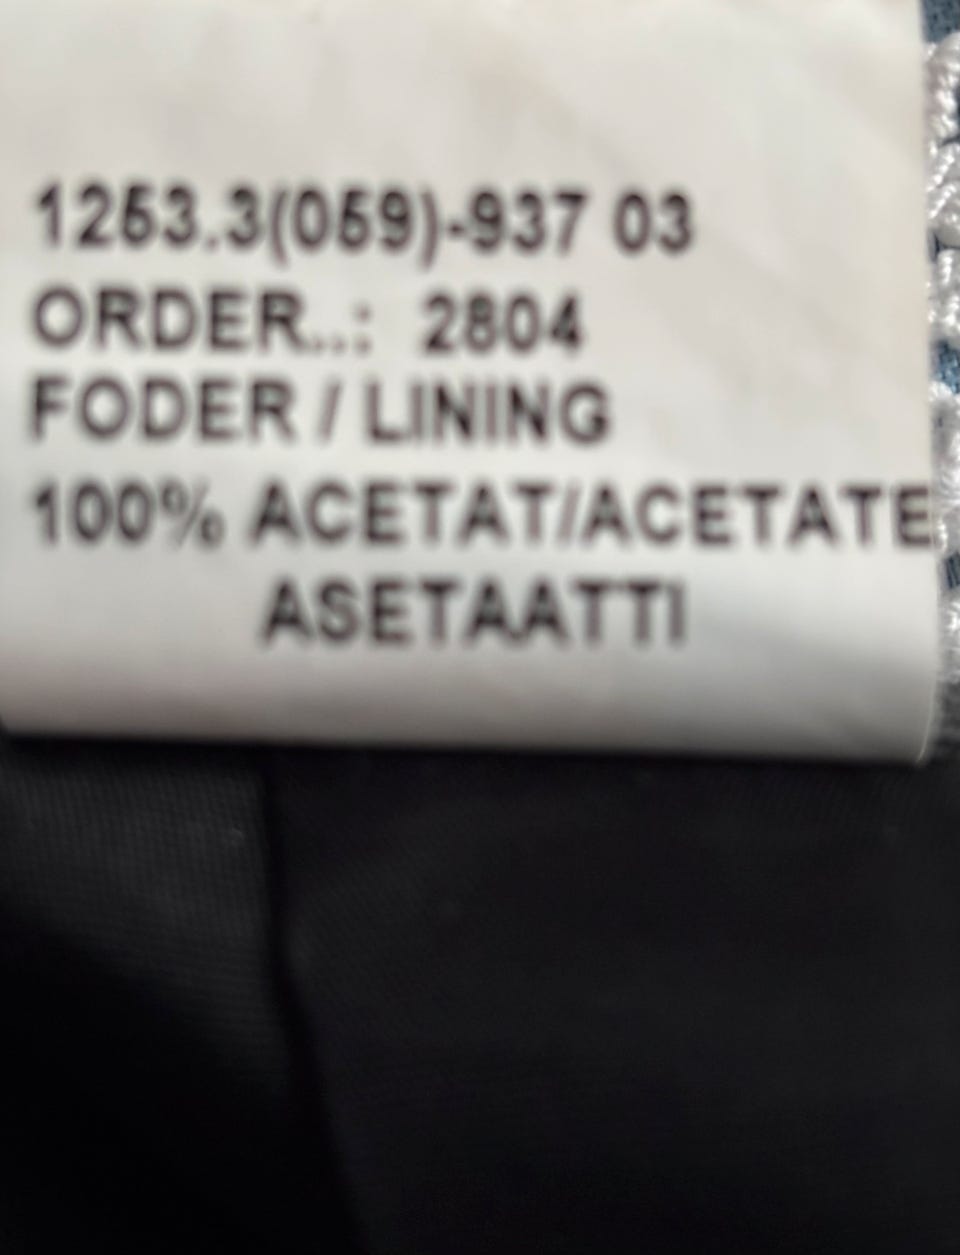 1253.3(059)-937 03
ORDER..: 2804
FODER / LINING
100% ACETAT/ACETATE
ASETAATTI